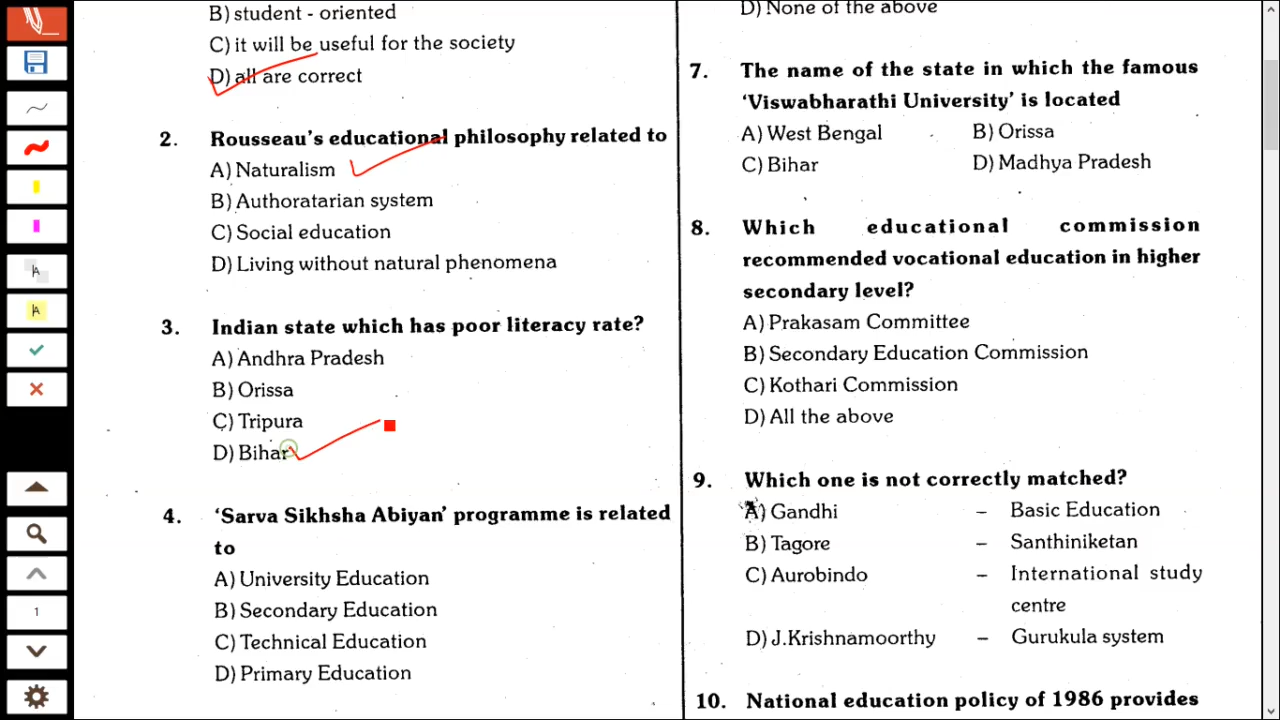 B) student - oriented
C) it will be useful for the society
D) all are correct
2. Rousseau's educational philosophy related to
A) Naturalism
B) Authoratarian system
C) Social education
D) Living without natural phenomena
3. Indian state which has poor literacy rate?
A) Andhra Pradesh
B) Orissa
C) Tripura
D) Bihar
4. 'Sarva Sikhsha Abiyan' programme is related
to
A) University Education
B) Secondary Education
C) Technical Education
D) Primary Education
D) None of the above
7. The name of the state in which the famous
'Viswabharathi University' is located
A) West Bengal B) Orissa
C) Bihar D) Madhya Pradesh
8. Which educational commission
recommended vocational education in higher
secondary level?
A) Prakasam Committee
B) Secondary Education Commission
C) Kothari Commission
D) All the above
9. Which one is not correctly matched?
A) Gandhi – Basic Education
B) Tagore – Santhiniketan
C) Aurobindo – International study
centre
D) J.Krishnamoorthy – Gurukula system
10. National education policy of 1986 provides
A
A
1